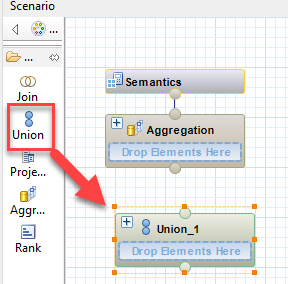 Scenario
...
...
Join
Union
Proje...
Aggr...
Rank
Semantics
Aggregation
Drop Elements Here
Union_1
Drop Elements Here